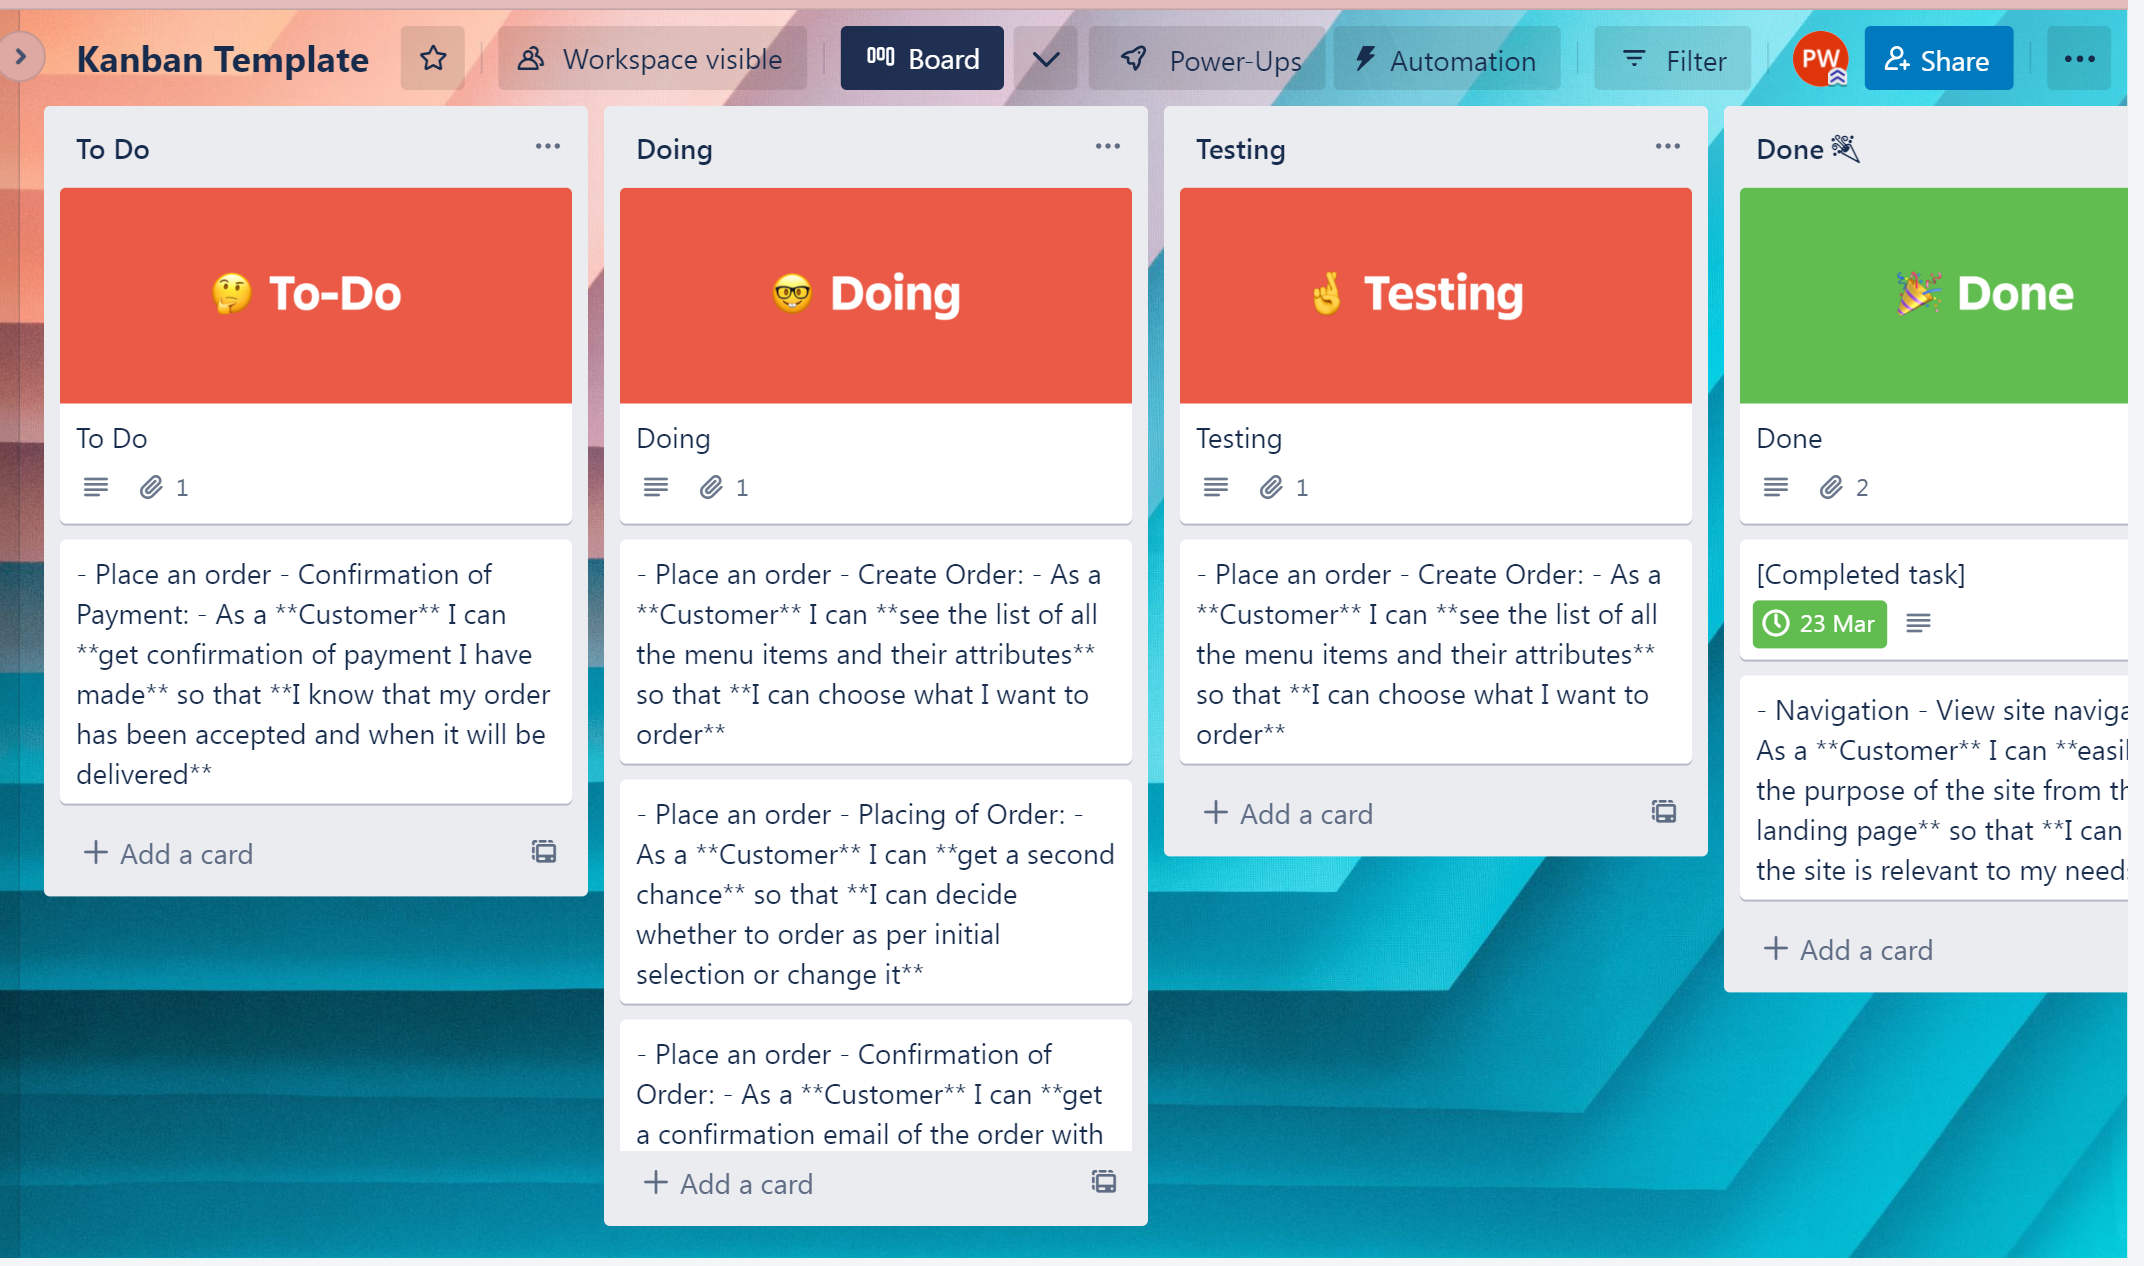 Kanban Template
Workspace visible
Board
Power-Ups
Automation
Filter
PW
Share
To Do
To-Do
To Do
1
- Place an order - Confirmation of
Payment: - As a **Customer** I can
**get confirmation of payment I have
made** so that **I know that my order
has been accepted and when it will be
delivered**
+ Add a card
Doing
Doing
Doing
1
- Place an order - Create Order: - As a
**Customer** I can **see the list of all
the menu items and their attributes**
so that **I can choose what I want to
order**
- Place an order - Placing of Order: -
As a **Customer** I can **get a second
chance** so that **I can decide
whether to order as per initial
selection or change it**
- Place an order - Confirmation of
Order: - As a **Customer** I can **get
a confirmation email of the order with
+ Add a card
Testing
Testing
Testing
1
- Place an order - Create Order: - As a
**Customer** I can **see the list of all
the menu items and their attributes**
so that **I can choose what I want to
order**
+ Add a card
Done
Done
Done
2
[Completed task]
23 Mar
- Navigation - View site
As a **Customer** I can
the purpose of the site from
landing page** so that **I can
the site is relevant to my
+ Add a card